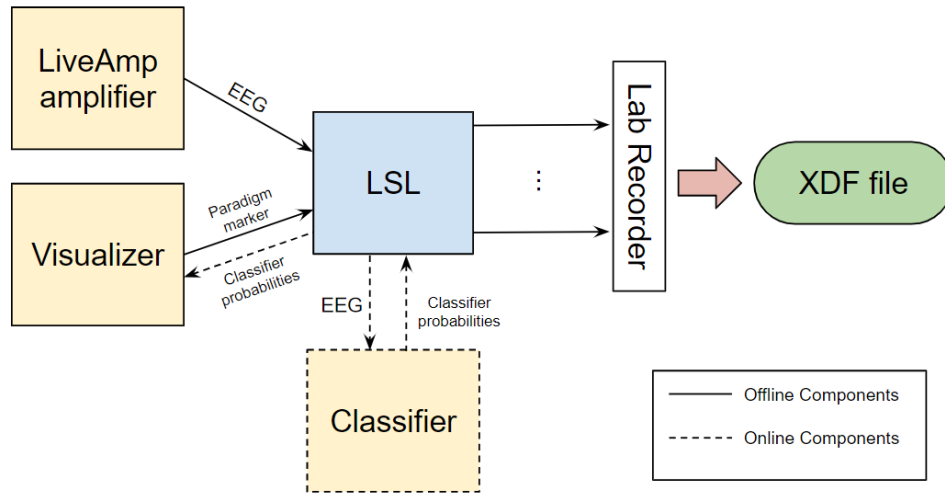 LiveAmp
amplifier
EEG
LSL
Lab Recorder
⋮
XDF file
Visualizer
Paradigm
marker
Classifier
probabilities
EEG
Classifier
probabilities
Classifier
Offline Components
Online Components